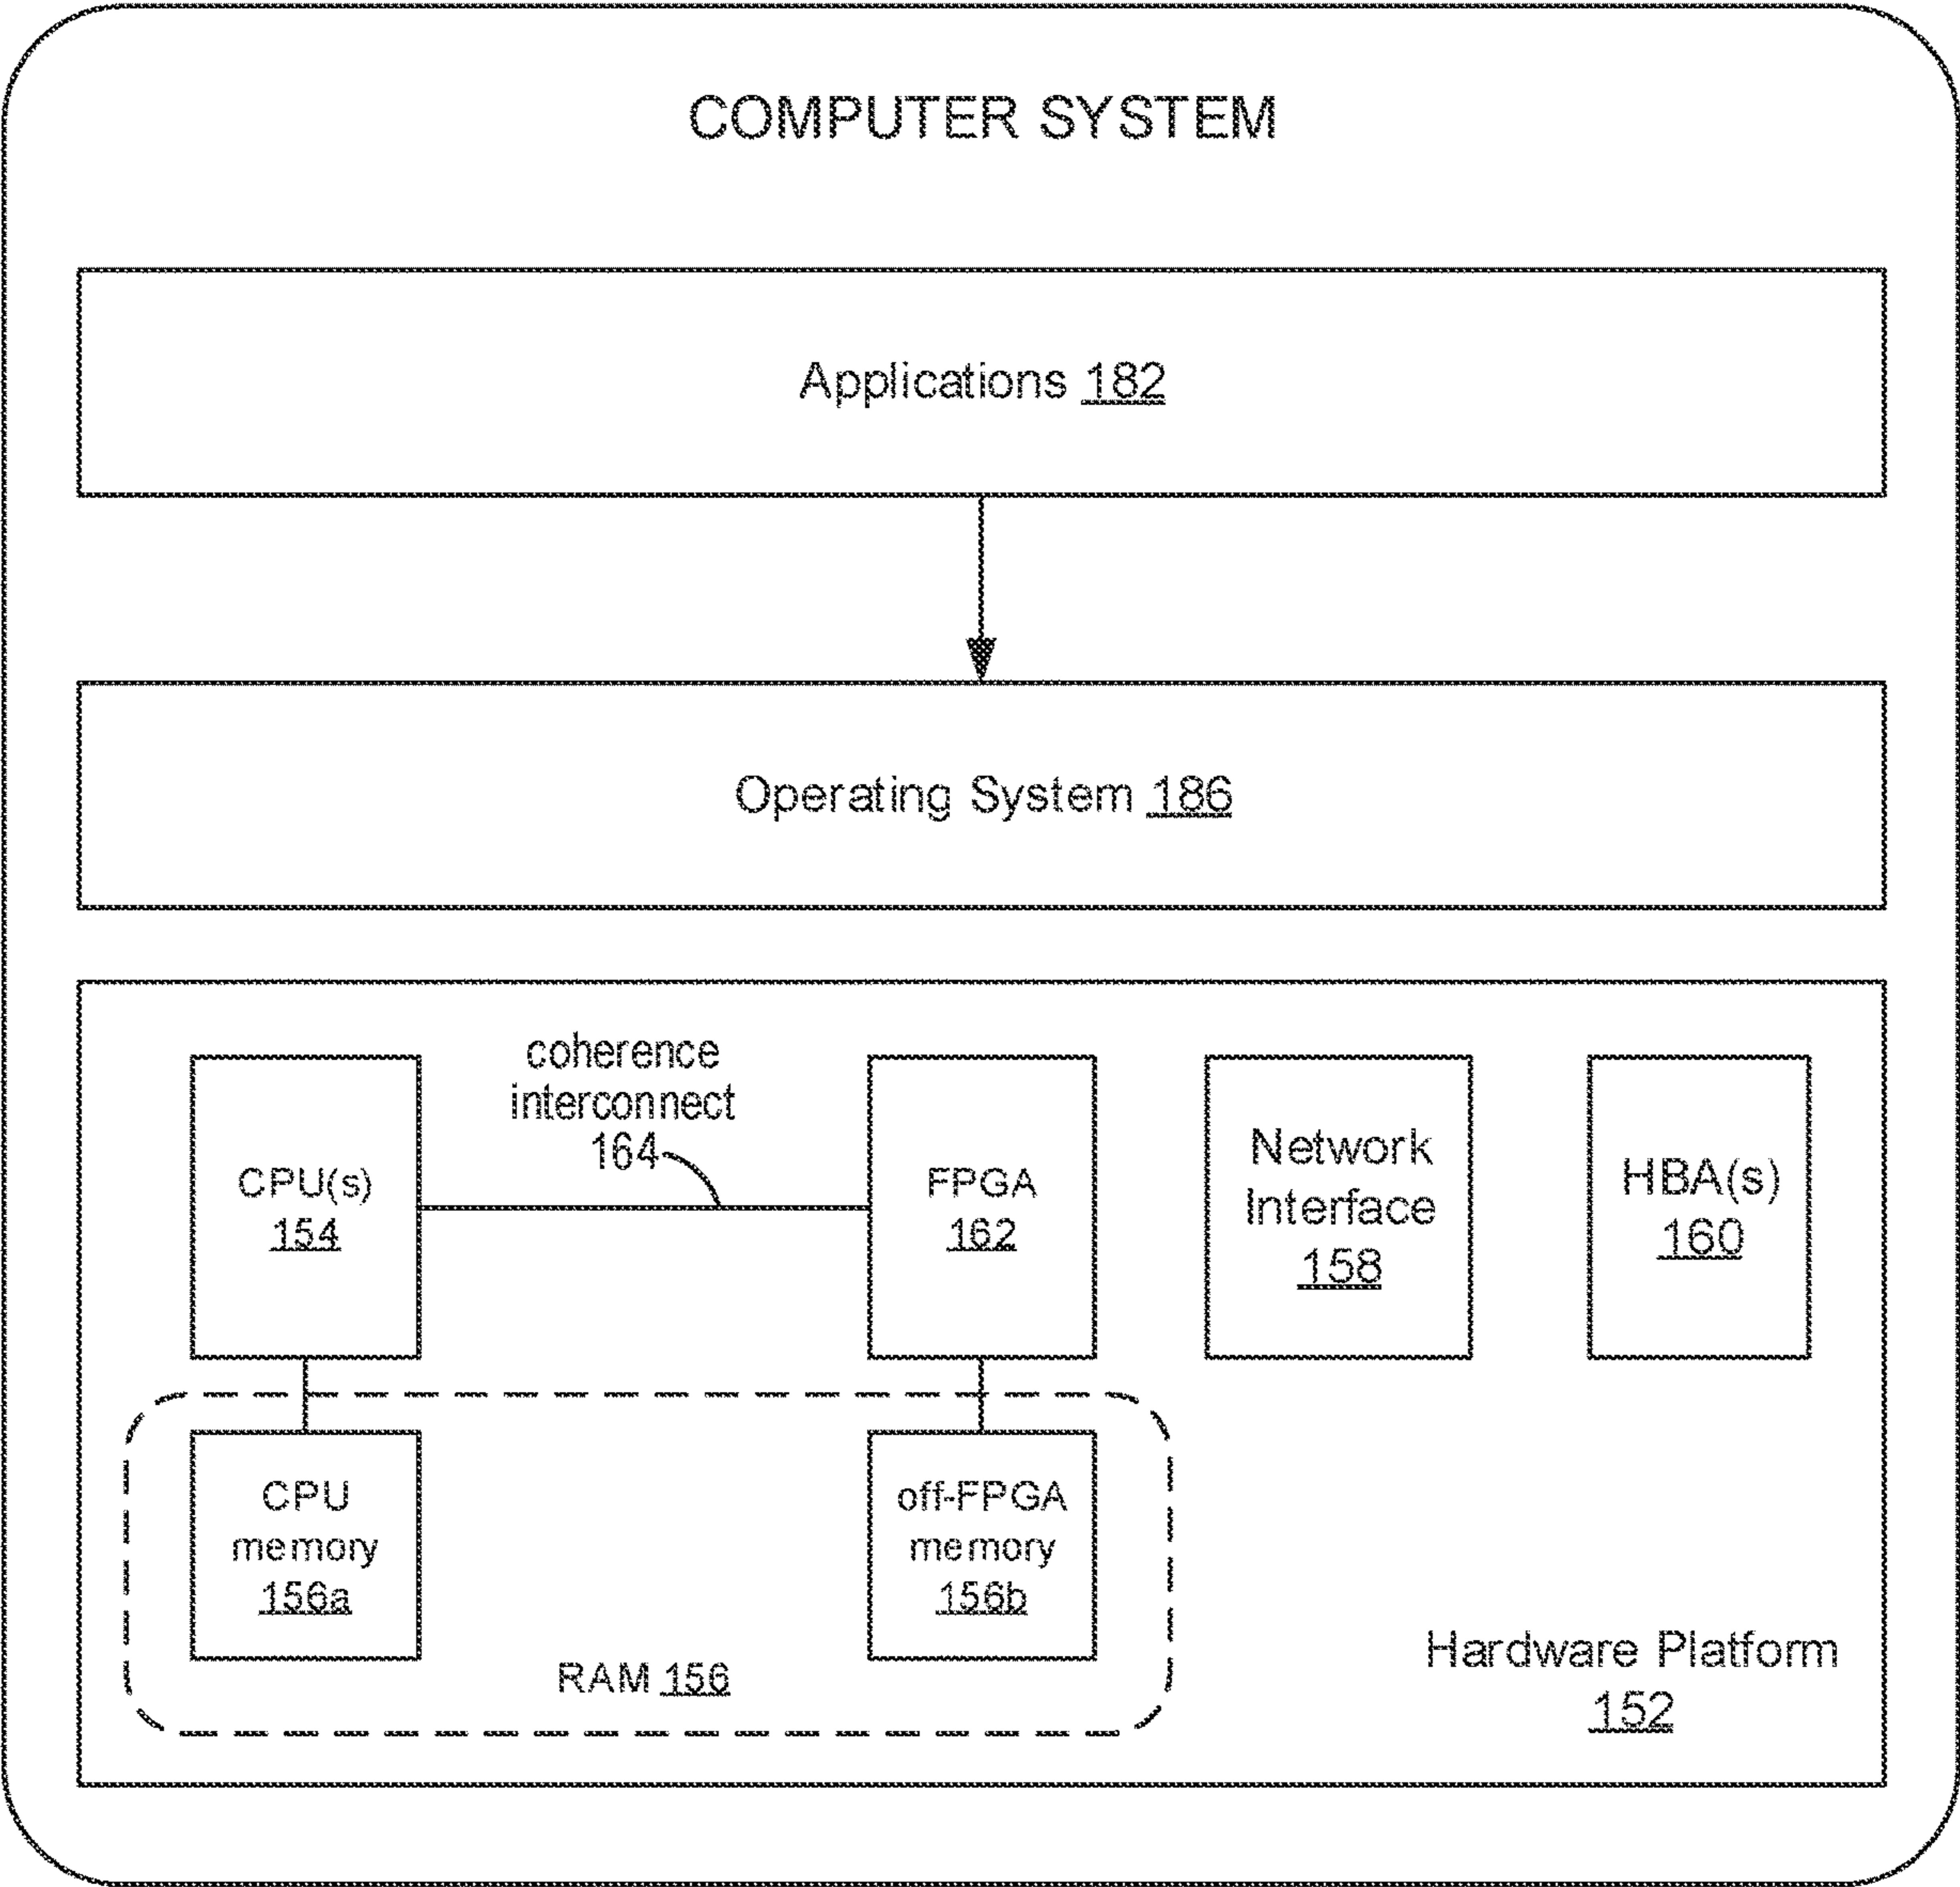 COMPUTER SYSTEM
Applications 182
Operating System 186
coherence
interconnect
164
CPU(s)
154
FPGA
162
Network
Interface
158
HBA(s)
160
CPU
memory
156a
off-FPGA
memory
156b
RAM 156
Hardware Platform
152